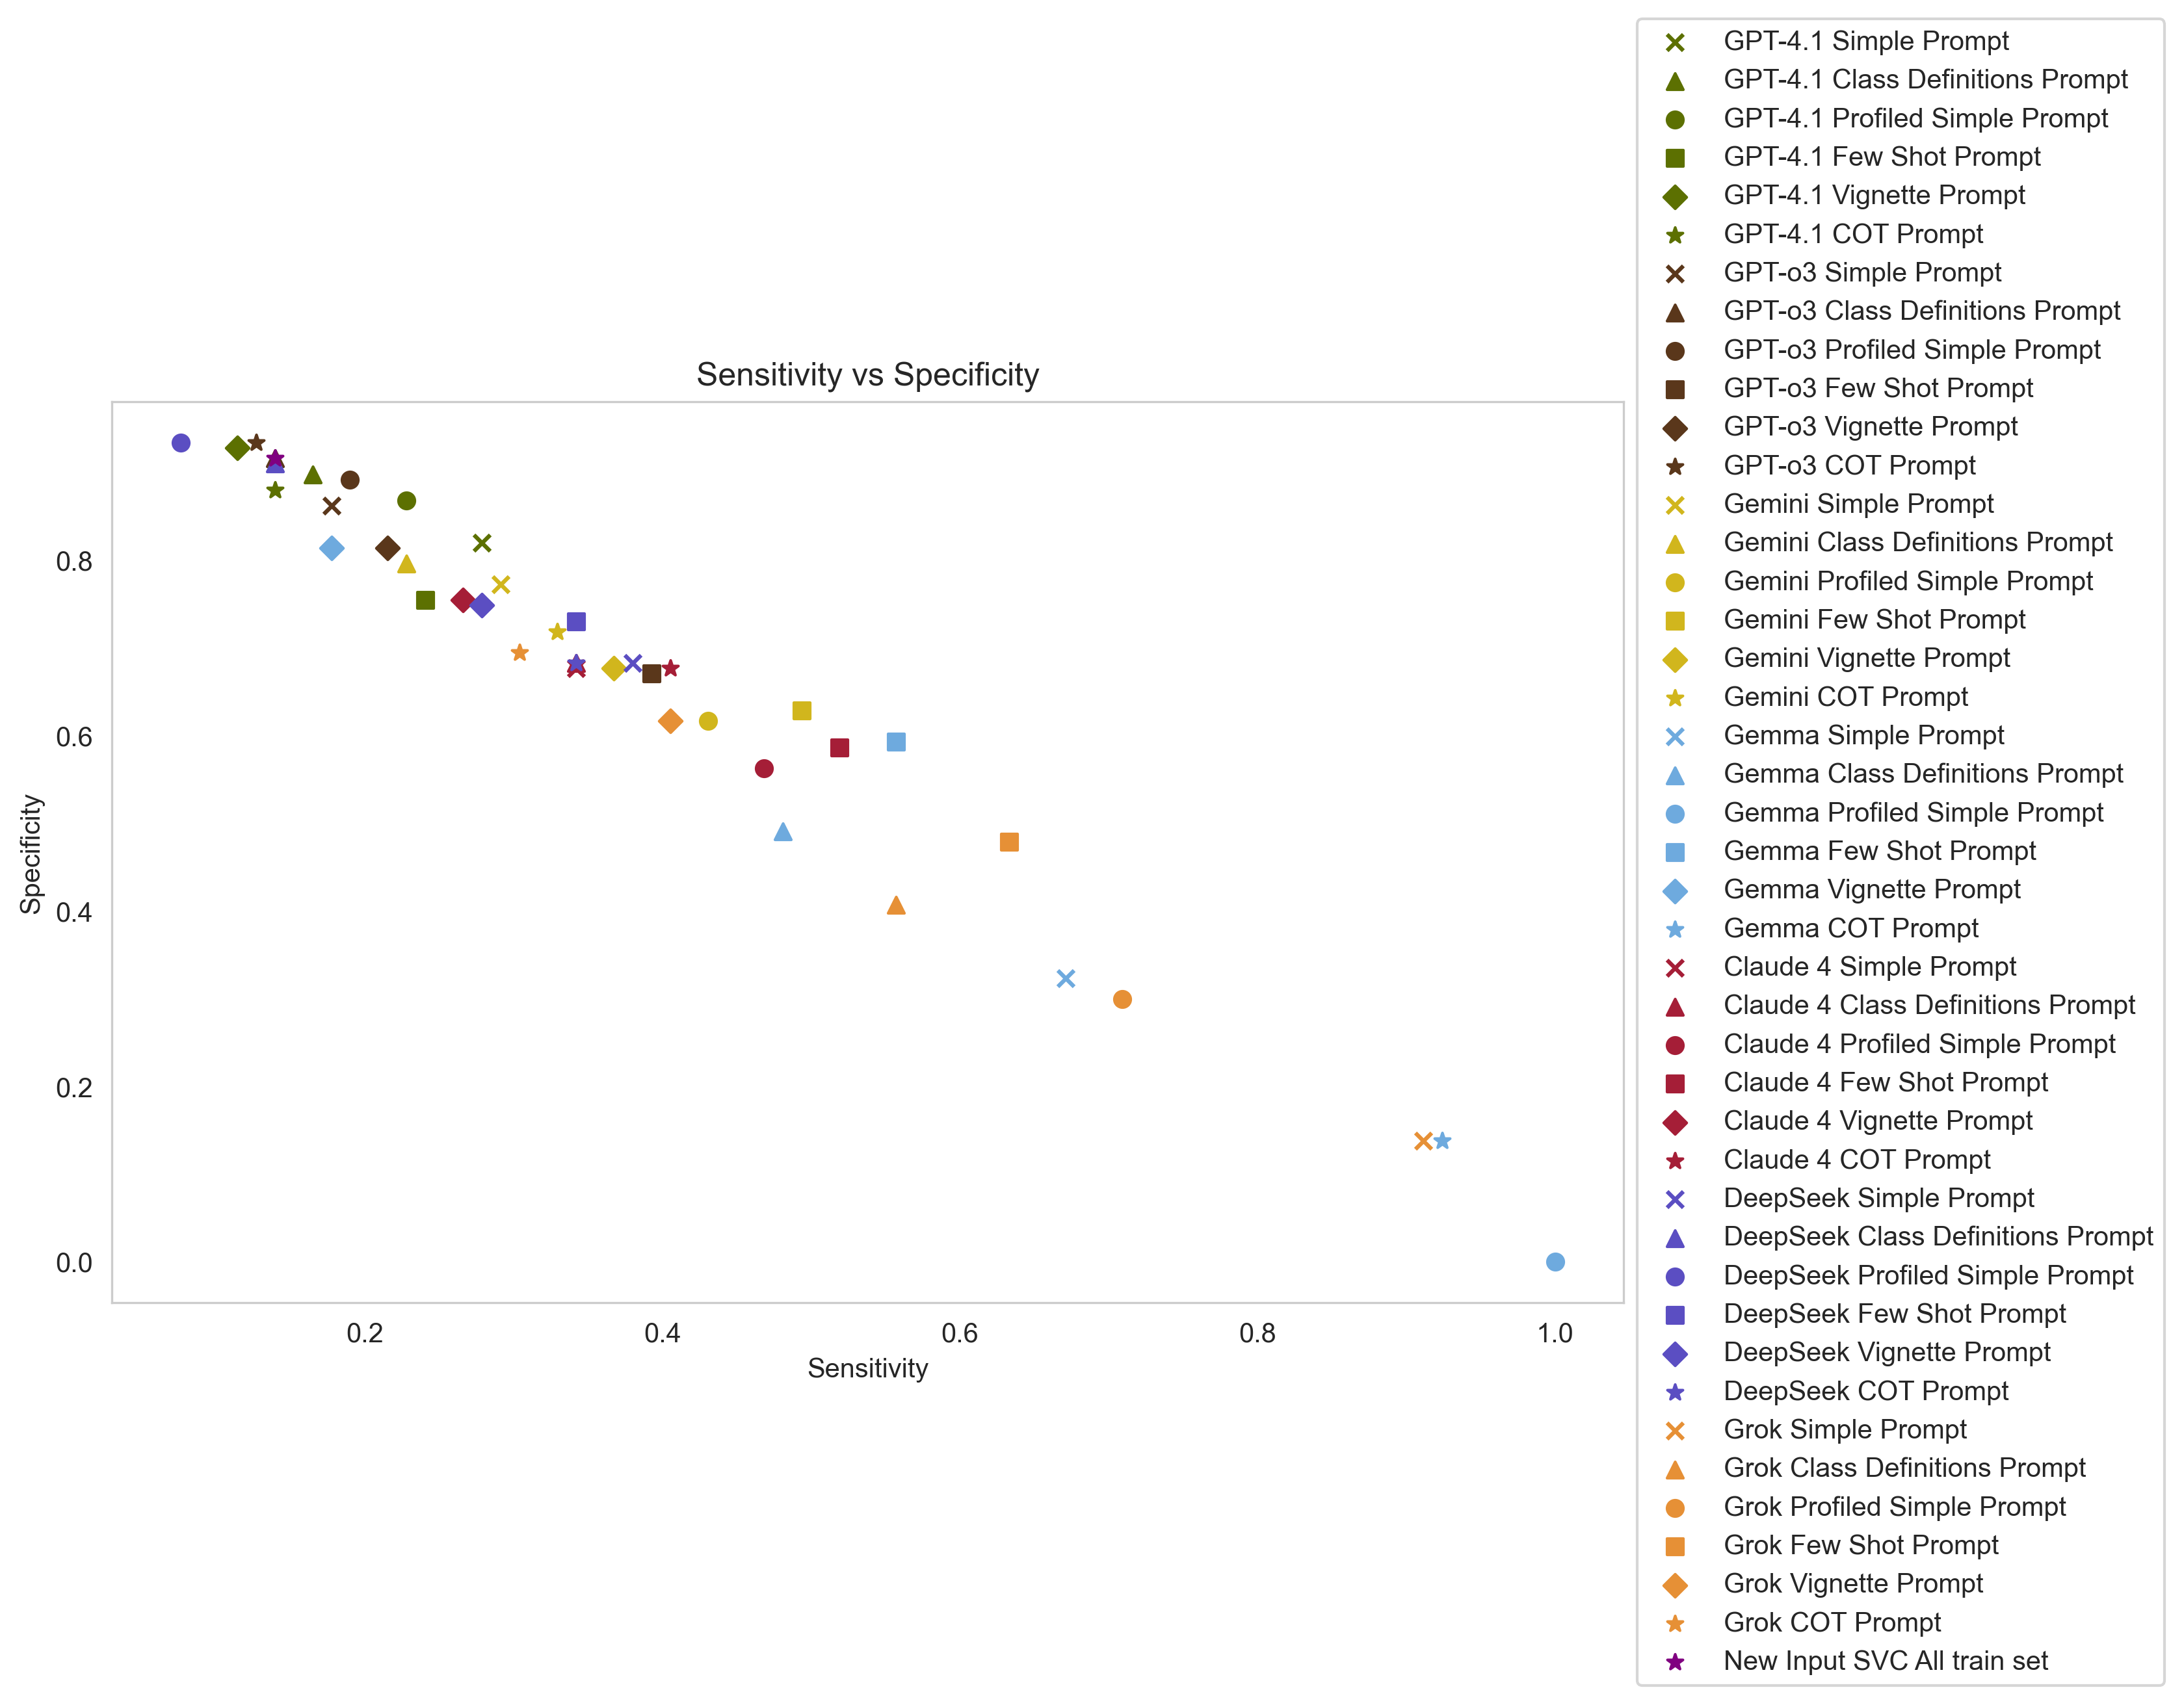 Sensitivity vs Specificity
Specificity
0.8
0.6
0.4
0.2
0.0
0.2
0.4
0.6
0.8
1.0
Sensitivity
GPT-4.1 Simple Prompt
GPT-4.1 Class Definitions Prompt
GPT-4.1 Profiled Simple Prompt
GPT-4.1 Few Shot Prompt
GPT-4.1 Vignette Prompt
GPT-4.1 COT Prompt
GPT-o3 Simple Prompt
GPT-o3 Class Definitions Prompt
GPT-o3 Profiled Simple Prompt
GPT-o3 Few Shot Prompt
GPT-o3 Vignette Prompt
GPT-o3 COT Prompt
Gemini Simple Prompt
Gemini Class Definitions Prompt
Gemini Profiled Simple Prompt
Gemini Few Shot Prompt
Gemini Vignette Prompt
Gemini COT Prompt
Gemma Simple Prompt
Gemma Class Definitions Prompt
Gemma Profiled Simple Prompt
Gemma Few Shot Prompt
Gemma Vignette Prompt
Gemma COT Prompt
Claude 4 Simple Prompt
Claude 4 Class Definitions Prompt
Claude 4 Profiled Simple Prompt
Claude 4 Few Shot Prompt
Claude 4 Vignette Prompt
Claude 4 COT Prompt
DeepSeek Simple Prompt
DeepSeek Class Definitions Prompt
DeepSeek Profiled Simple Prompt
DeepSeek Few Shot Prompt
DeepSeek Vignette Prompt
DeepSeek COT Prompt
Grok Simple Prompt
Grok Class Definitions Prompt
Grok Profiled Simple Prompt
Grok Few Shot Prompt
Grok Vignette Prompt
Grok COT Prompt
New Input SVC All train set